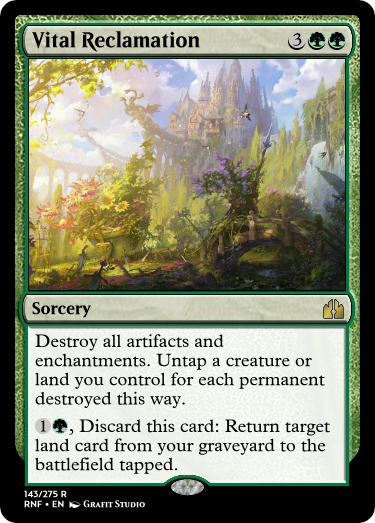 Vital Reclamation 3
Sorcery
Destroy all artifacts and
enchantments. Untap a creature or
land you control for each permanent
destroyed this way.
1, Discard this card: Return target
land card from your graveyard to the
battlefield tapped.
143/275 R
RNF • EN Grafit Studio